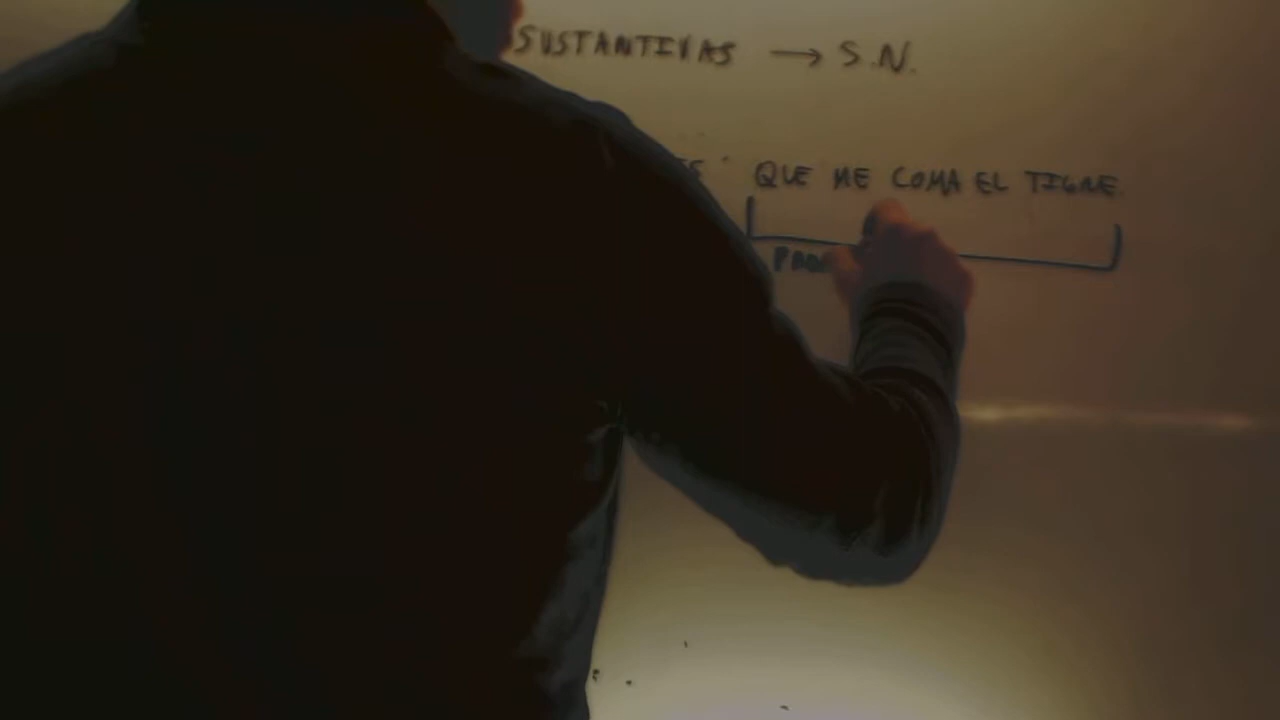 SUSTANTIVAS → S.N.
QUE ME COMA EL TIGRE.